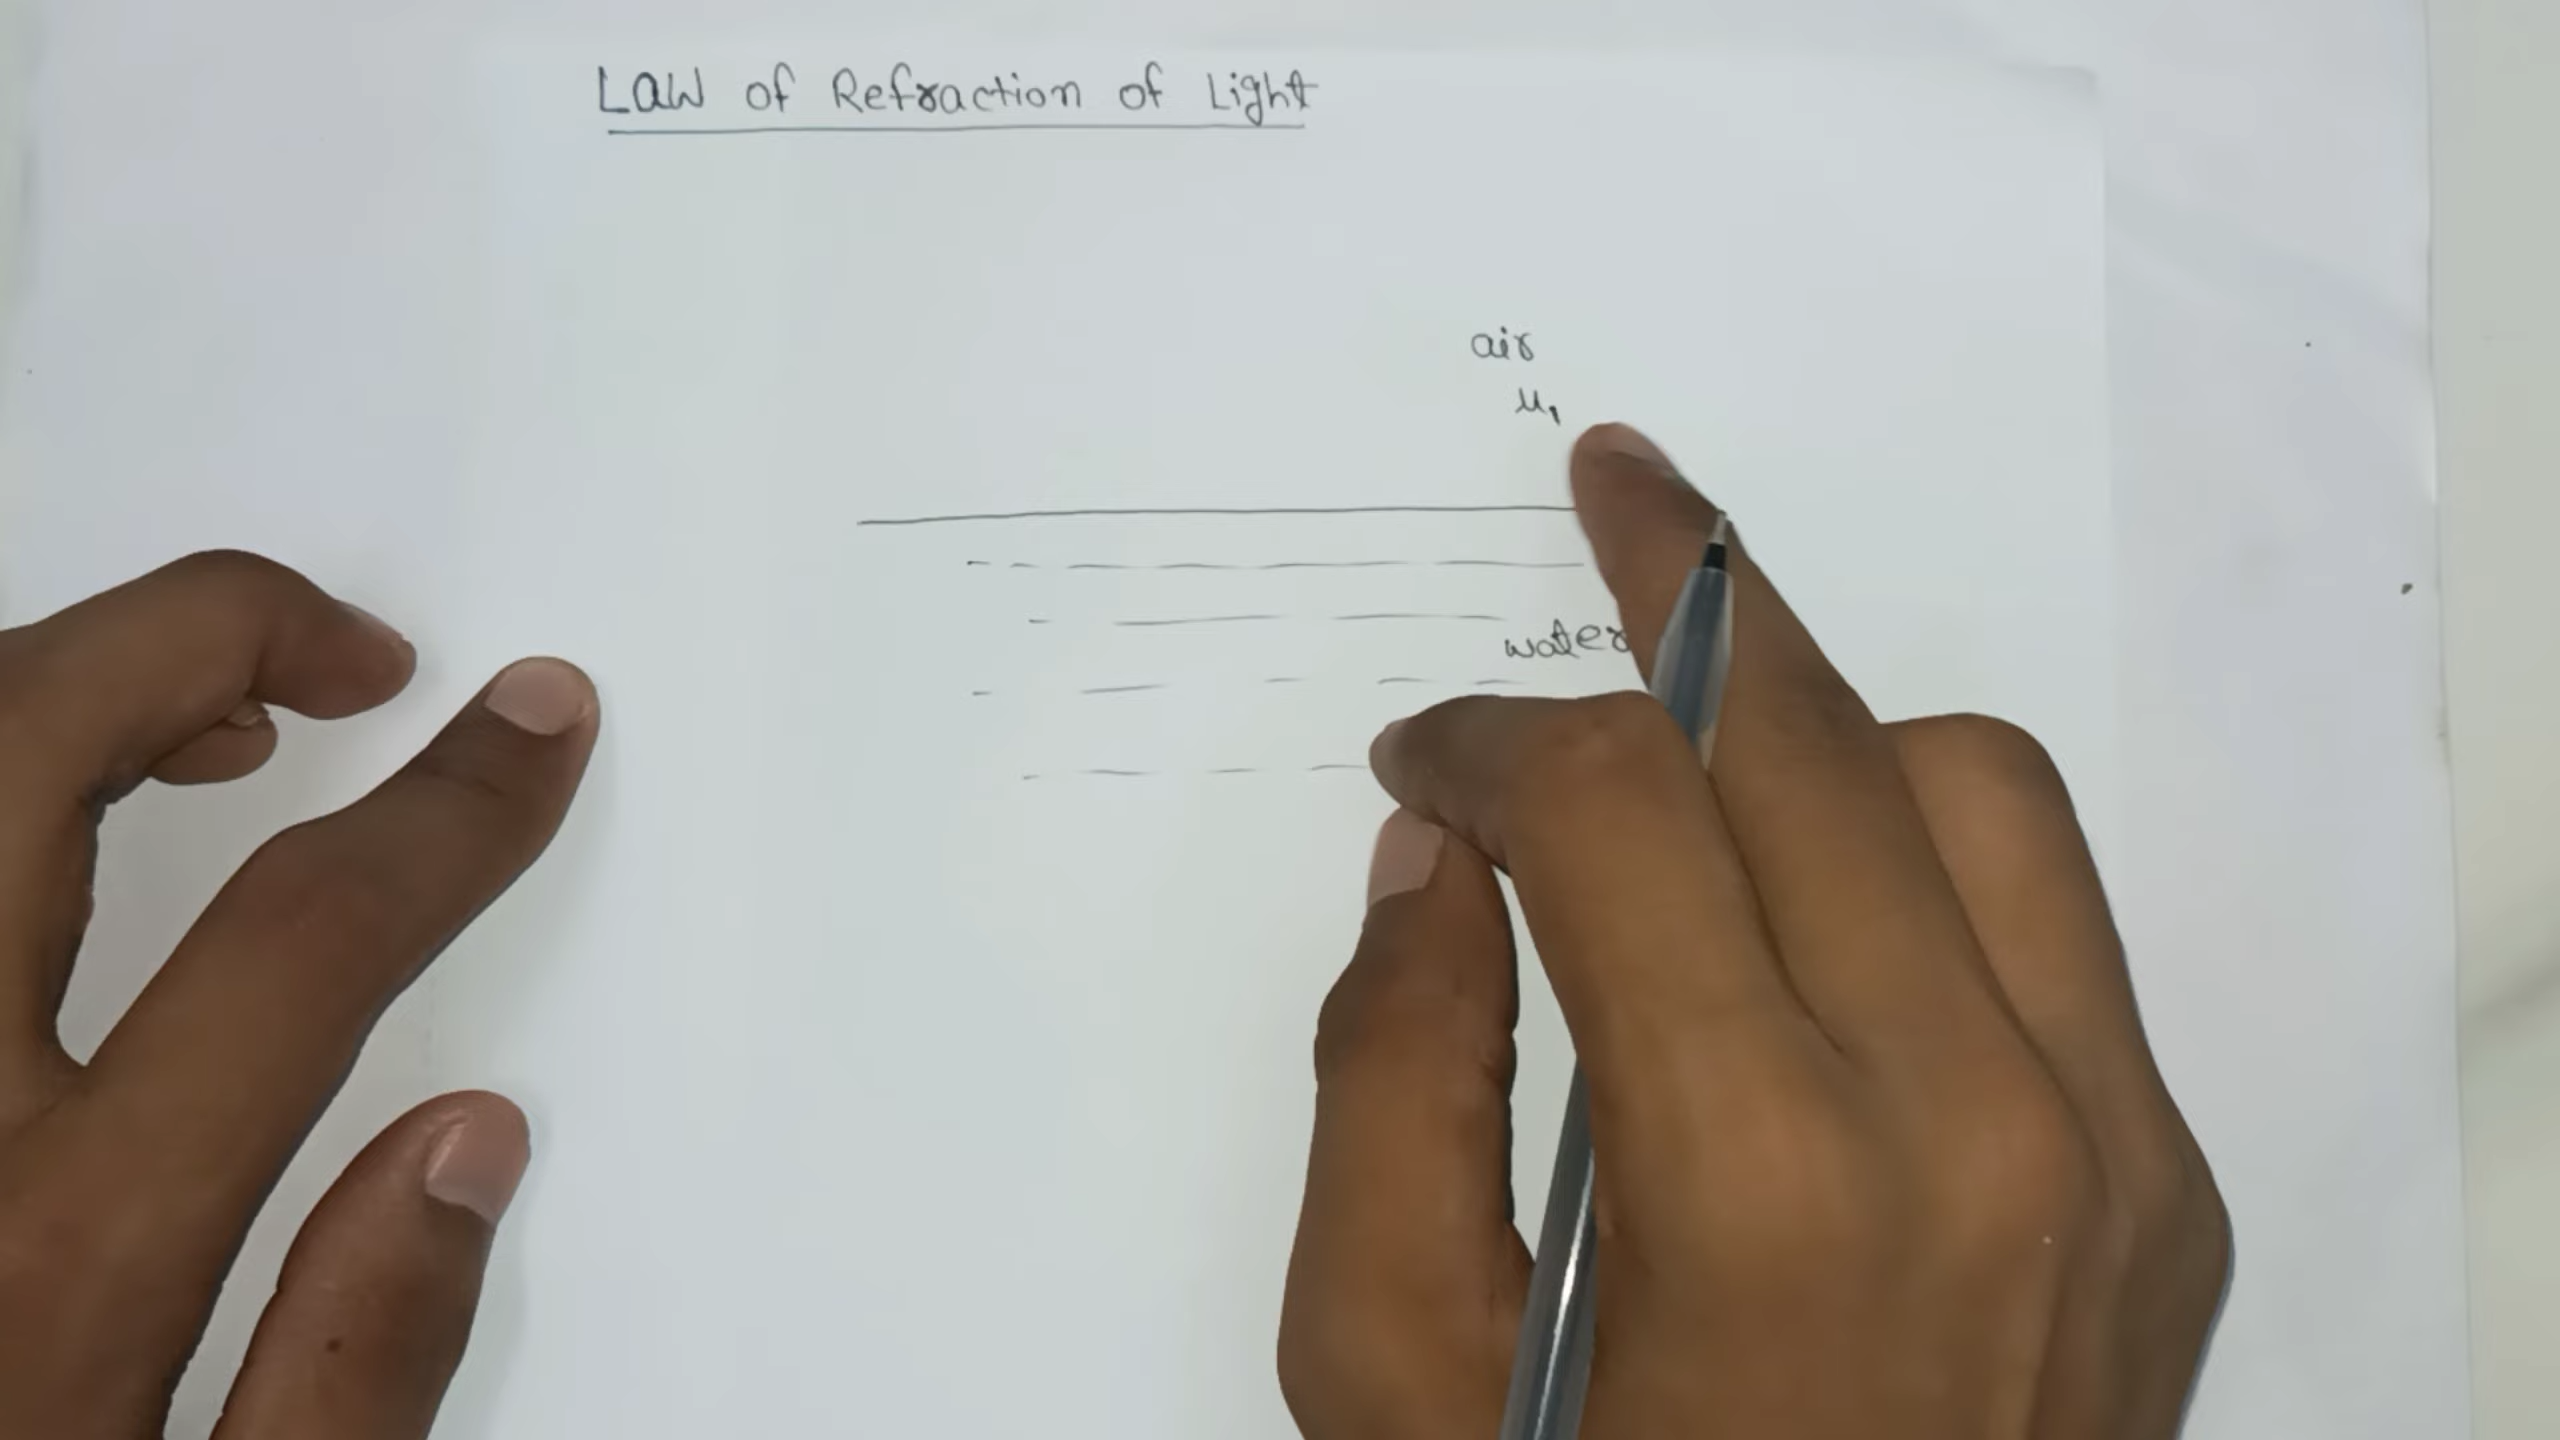 Law of Refraction of Light
air
μ₁
water